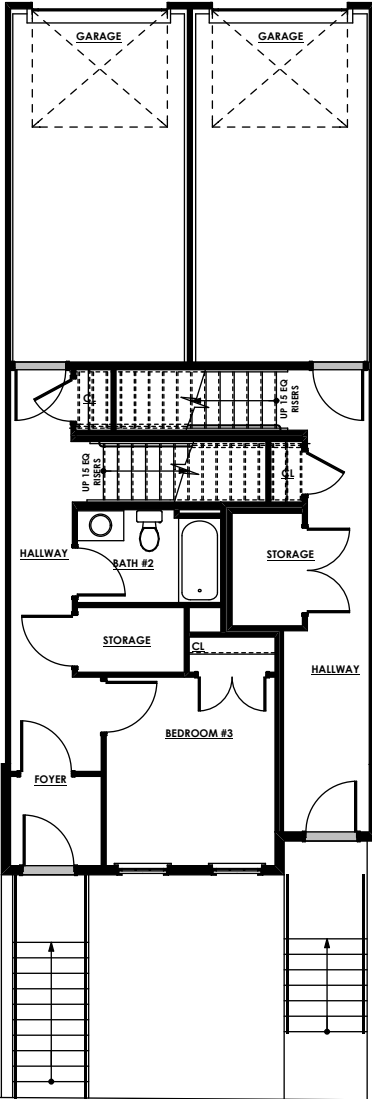 GARAGE
GARAGE
CL
UP 15 EQ
RISERS
UP 15 EQ
RISERS
CL
HALLWAY
BATH #2
STORAGE
STORAGE
CL
HALLWAY
BEDROOM #3
FOYER